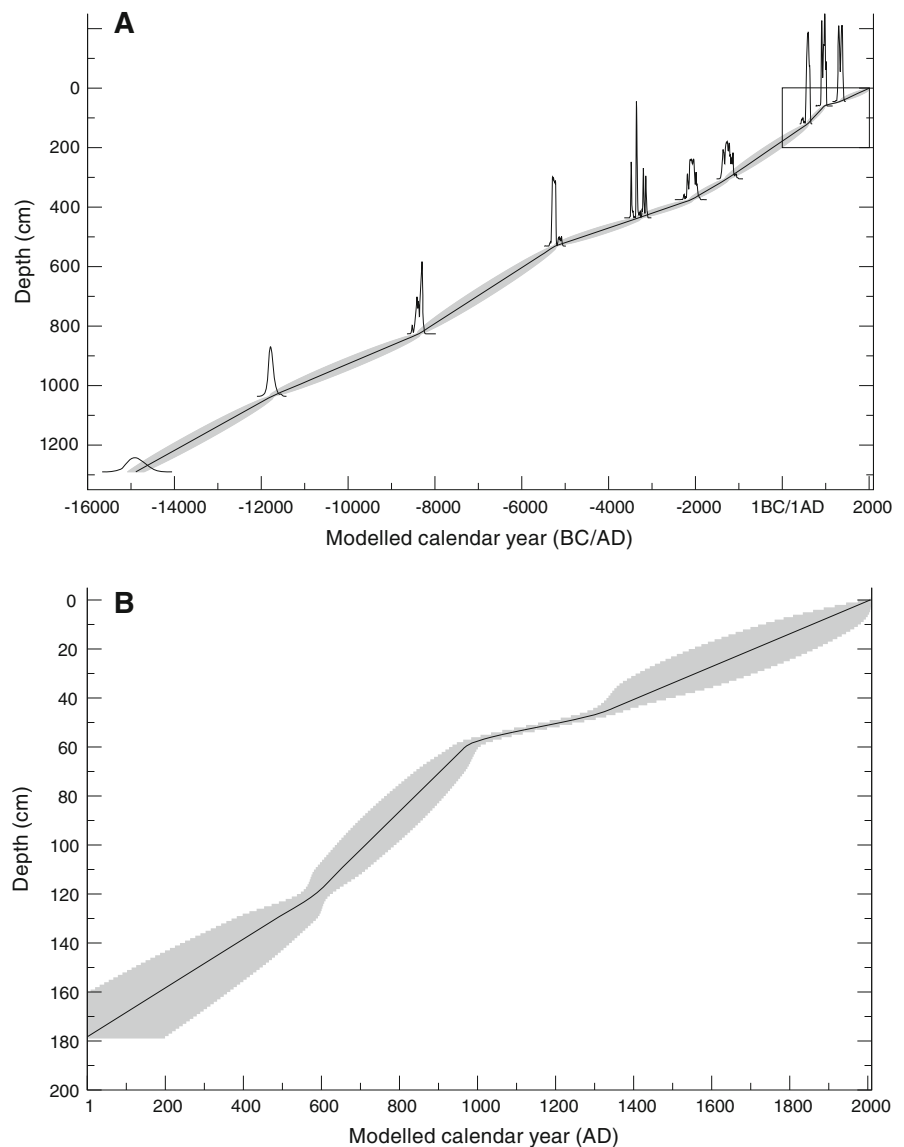 A
0
200
400
600
800
1000
1200
Depth (cm)
-16000 -14000 -12000 -10000 -8000 -6000 -4000 -2000 1BC/1AD 2000
Modelled calendar year (BC/AD)
B
0
20
40
60
80
100
120
140
160
180
200
Depth (cm)
1 200 400 600 800 1000 1200 1400 1600 1800 2000
Modelled calendar year (AD)